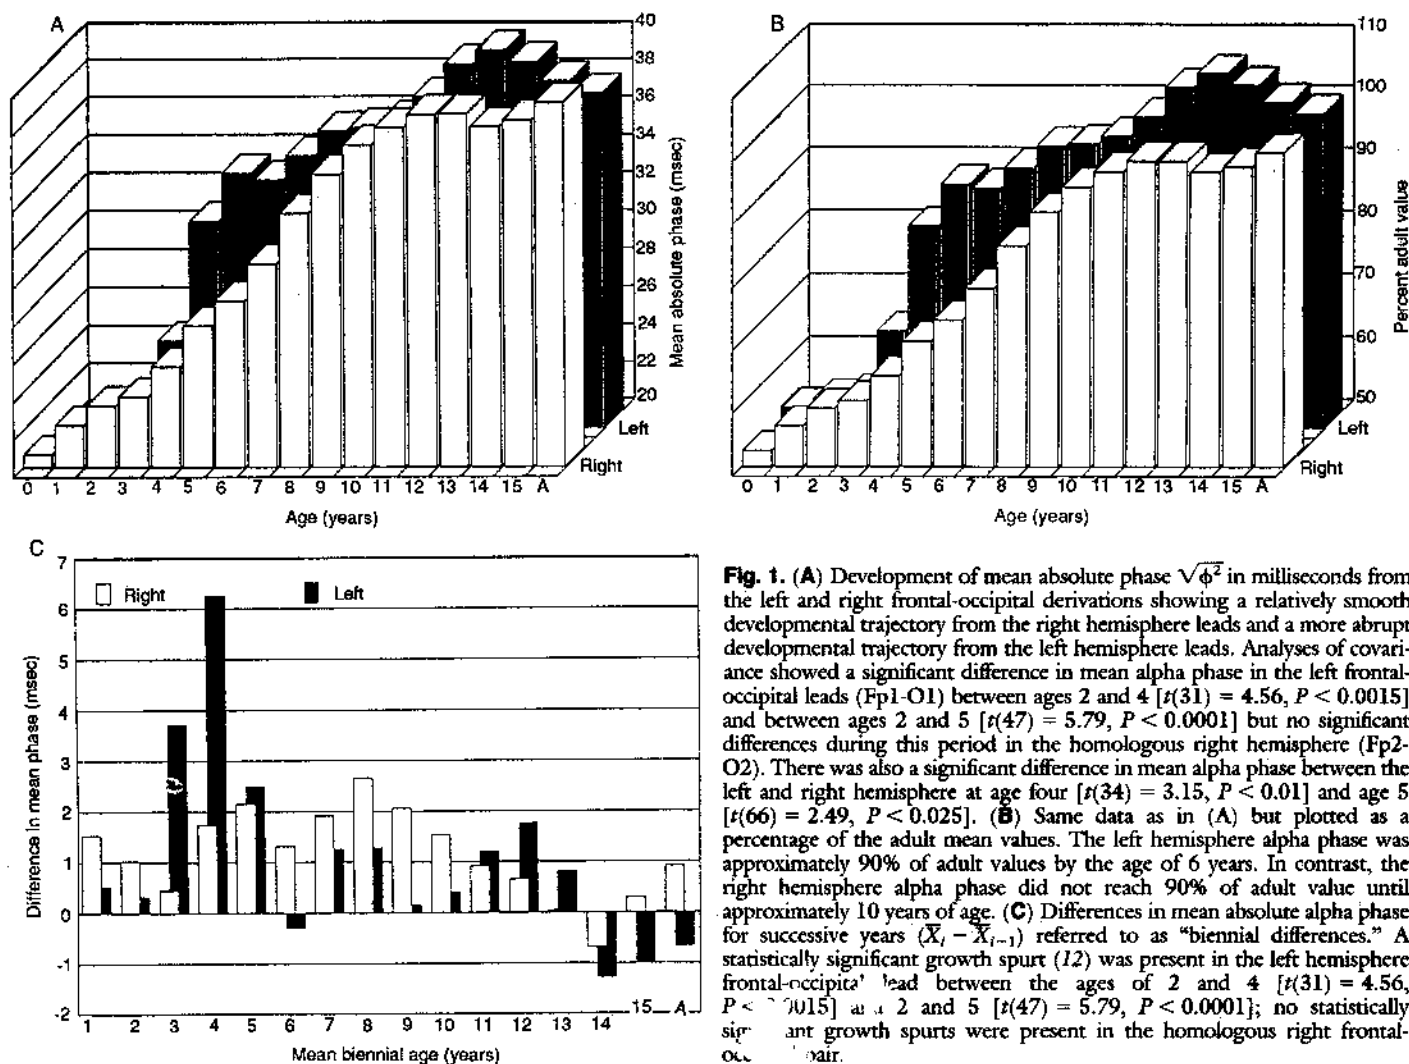 A
40
38
36
34
32
30
28
26
24
22
20
Mean absolute phase (msec)
Left
Right
0 1 2 3 4 5 6 7 8 9 10 11 12 13 14 15 A
Age (years)
B
110
100
90
80
70
60
50
Percent adult value
Left
Right
0 1 2 3 4 5 6 7 8 9 10 11 12 13 14 15 A
Age (years)
C
7
6
5
4
3
2
1
0
-1
-2
Difference in mean phase (msec)
Right Left
1 2 3 4 5 6 7 8 9 10 11 12 13 14 15 A
Mean biennial age (years)
Fig. 1. (A) Development of mean absolute phase √ϕ² in milliseconds from
the left and right frontal-occipital derivations showing a relatively smooth
developmental trajectory from the right hemisphere leads and a more abrupt
developmental trajectory from the left hemisphere leads. Analyses of covari-
ance showed a significant difference in mean alpha phase in the left frontal-
occipital leads (Fp1-O1) between ages 2 and 4 [t(31) = 4.56, P < 0.0015]
and between ages 2 and 5 [t(47) = 5.79, P < 0.0001] but no significant
differences during this period in the homologous right hemisphere (Fp2-
O2). There was also a significant difference in mean alpha phase between the
left and right hemisphere at age four [t(34) = 3.15, P < 0.01] and age 5
[t(66) = 2.49, P < 0.025]. (B) Same data as in (A) but plotted as a
percentage of the adult mean values. The left hemisphere alpha phase was
approximately 90% of adult values by the age of 6 years. In contrast, the
right hemisphere alpha phase did not reach 90% of adult value until
approximately 10 years of age. (C) Differences in mean absolute alpha phase
for successive years (X̄i − X̄i−1) referred to as “biennial differences.” A
statistically significant growth spurt (12) was present in the left hemisphere
frontal-occipital lead between the ages of 2 and 4 [t(31) = 4.56,
P < 2 and 5 [t(47) = 5.79, P < 0.0001]; no statistically
growth spurts were present in the homologous right frontal-
pair.